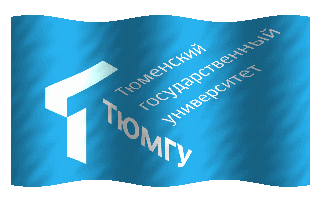 Тюменский
государственный
университет
ТЮМГУ